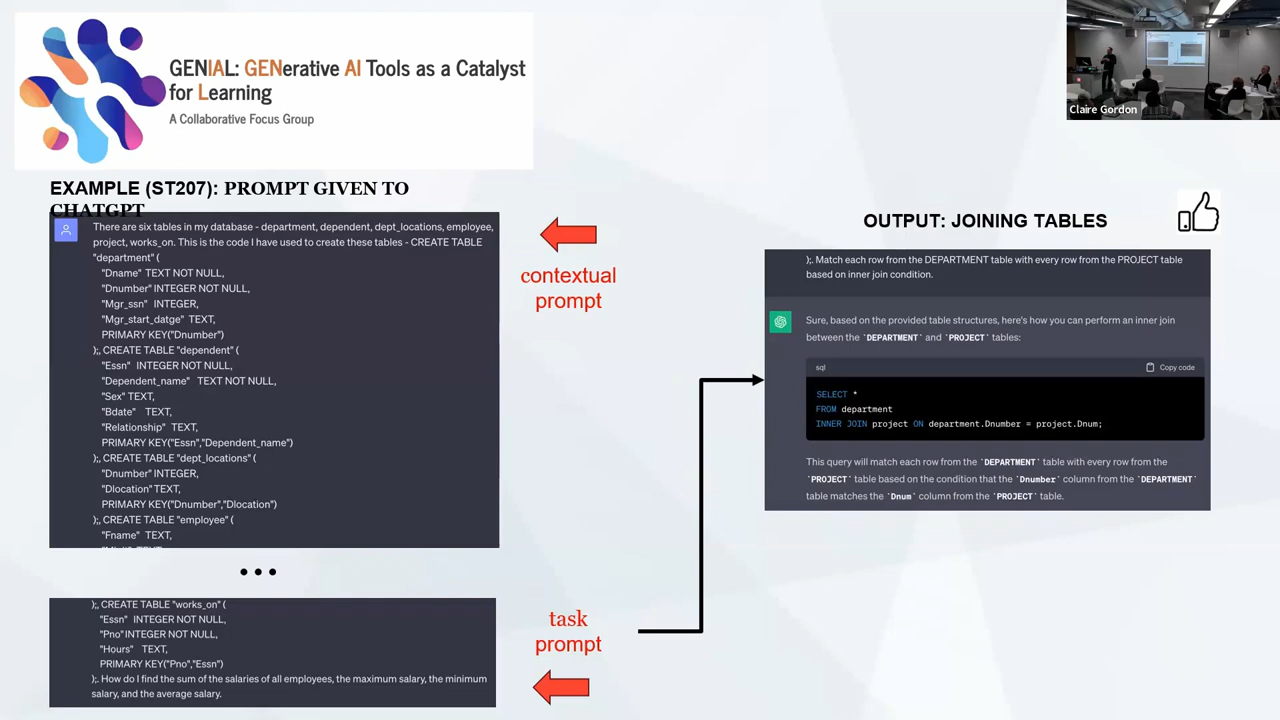 GENIAL: GENerative AI Tools as a Catalyst
for Learning
A Collaborative Focus Group
Claire Gordon
EXAMPLE (ST207): PROMPT GIVEN TO
CHATGPT
There are six tables in my database - department, dependent, dept_locations, employee,
project, works_on. This is the code I have used to create these tables - CREATE TABLE
"department" (
"Dname" TEXT NOT NULL,
"Dnumber" INTEGER NOT NULL,
"Mgr_ssn" INTEGER,
"Mgr_start_datge" TEXT,
PRIMARY KEY("Dnumber")
);, CREATE TABLE "dependent" (
"Essn" INTEGER NOT NULL,
"Dependent_name" TEXT NOT NULL,
"Sex" TEXT,
"Bdate" TEXT,
"Relationship" TEXT,
PRIMARY KEY("Essn","Dependent_name")
);, CREATE TABLE "dept_locations" (
"Dnumber" INTEGER,
"Dlocation" TEXT,
PRIMARY KEY("Dnumber","Dlocation")
);, CREATE TABLE "employee" (
"Fname" TEXT,
•••
);, CREATE TABLE "works_on" (
"Essn" INTEGER NOT NULL,
"Pno" INTEGER NOT NULL,
"Hours" TEXT,
PRIMARY KEY("Pno","Essn")
);. How do I find the sum of the salaries of all employees, the maximum salary, the minimum
salary, and the average salary.
contextual
prompt
task
prompt
OUTPUT: JOINING TABLES
);. Match each row from the DEPARTMENT table with every row from the PROJECT table
based on inner join condition.
Sure, based on the provided table structures, here's how you can perform an inner join
between the `DEPARTMENT` and `PROJECT` tables:
sql
Copy code
SELECT *
FROM department
INNER JOIN project ON department.Dnumber = project.Dnum;
This query will match each row from the `DEPARTMENT` table with every row from the
`PROJECT` table based on the condition that the `Dnumber` column from the `DEPARTMENT`
table matches the `Dnum` column from the `PROJECT` table.